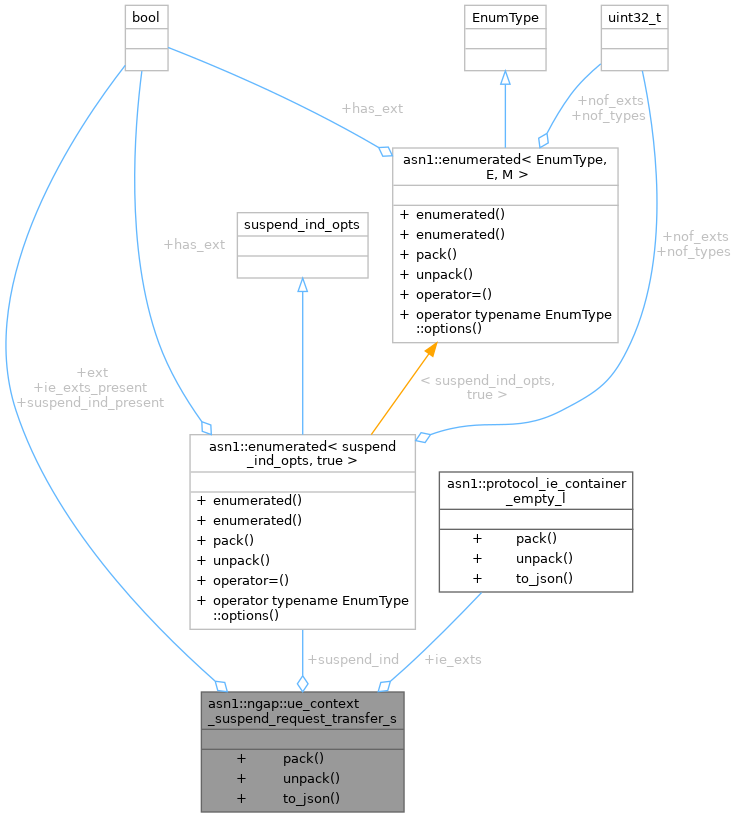 bool
EnumType
uint32_t
+has_ext
+nof_exts
+nof_types
asn1::enumerated< EnumType,
E, M >
+ enumerated()
+ enumerated()
+ pack()
+ unpack()
+ operator=()
+ operator typename EnumType
::options()
suspend_ind_opts
+has_ext
+nof_exts
+nof_types
+ext
+ie_exts_present
+suspend_ind_present
< suspend_ind_opts,
true >
asn1::enumerated< suspend
_ind_opts, true >
+ enumerated()
+ enumerated()
+ pack()
+ unpack()
+ operator=()
+ operator typename EnumType
::options()
asn1::protocol_ie_container
_empty_l
+ pack()
+ unpack()
+ to_json()
+suspend_ind
+ie_exts
asn1::ngap::ue_context
_suspend_request_transfer_s
+ pack()
+ unpack()
+ to_json()